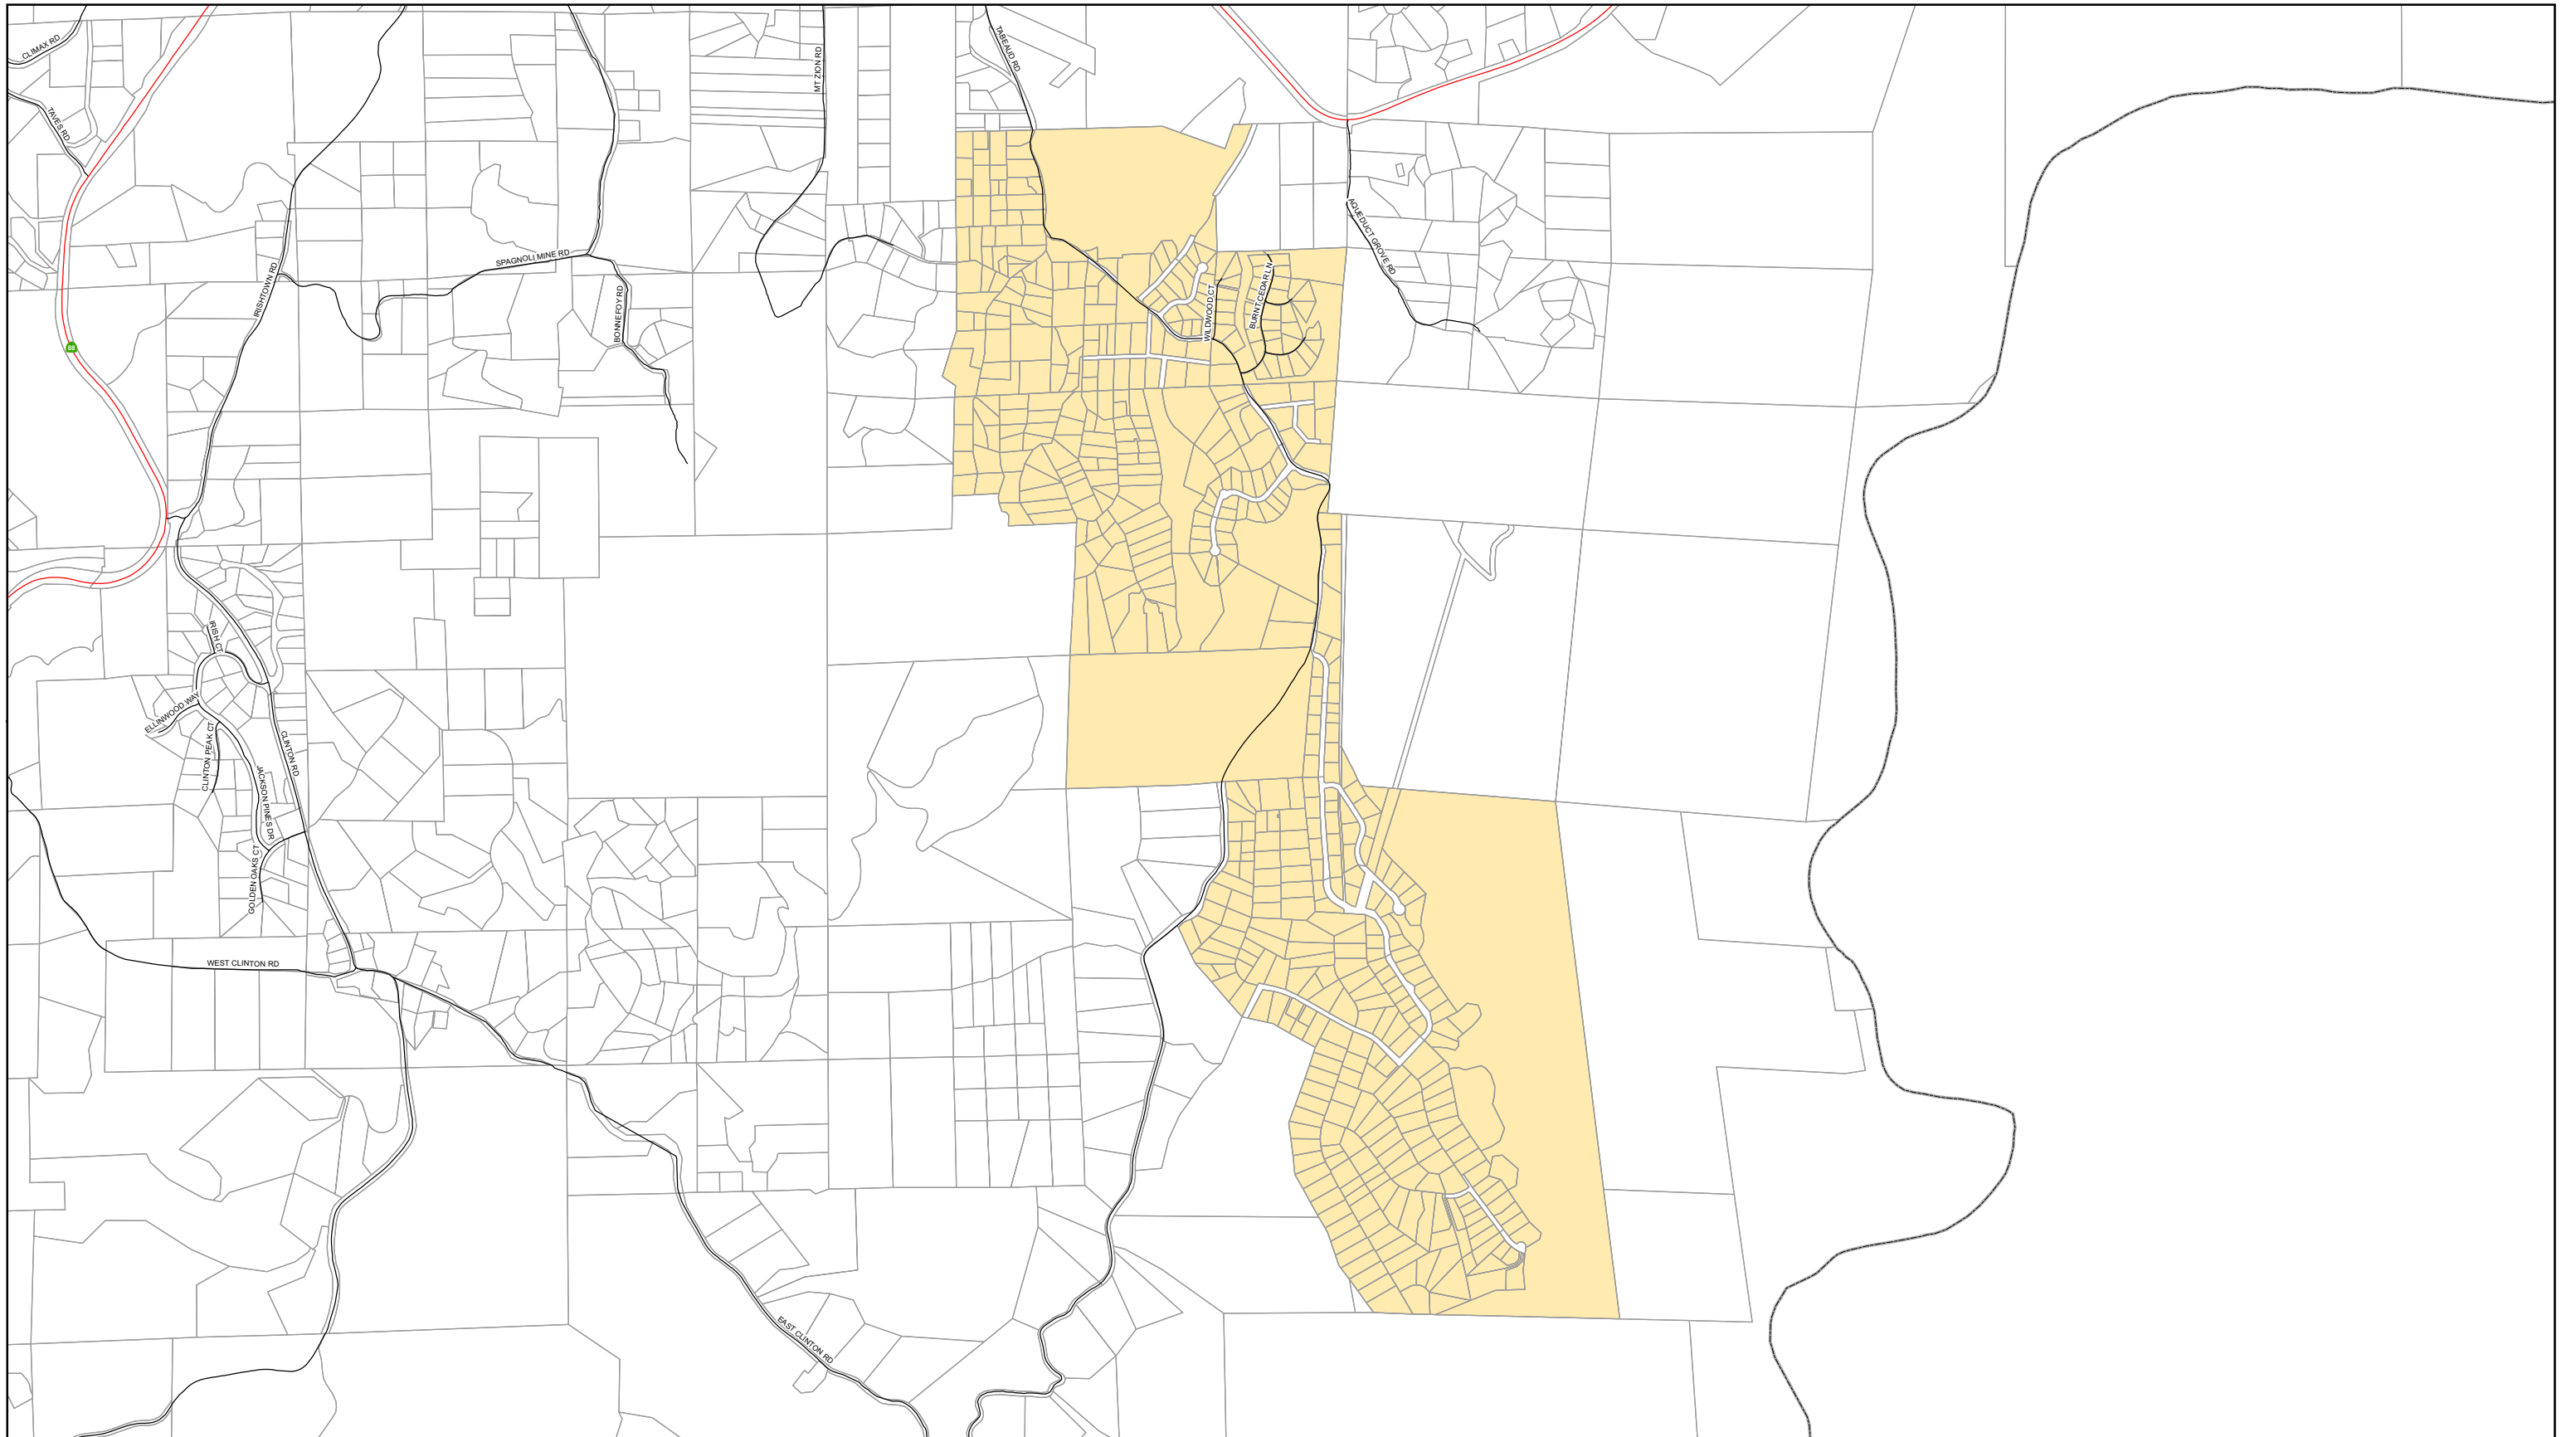 CLIMAX RD
TAVES RD
MT ZION RD
TABEAUD RD
AQUEDUCT GROVE RD
SPAGNOLI MINE RD
IRISHTOWN RD
BONNEFOY RD
WILDWOOD CT
BURNT CEDAR LN
88
IRISH CT
ELLINWOOD WAY
CLINTON PEAK CT
CLINTON RD
JACKSON PINES DR
GOLDEN OAKS CT
WEST CLINTON RD
EAST CLINTON RD